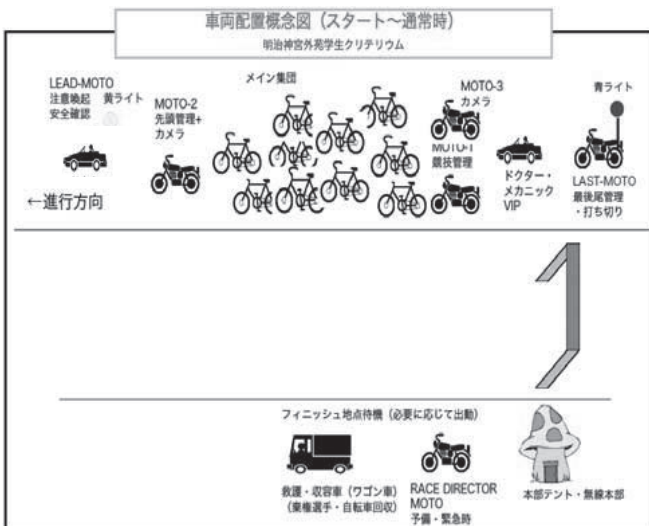 車両配置概念図（スタート～通常時）
明治神宮外苑学生クリテリウム
LEAD-MOTO
注意喚起　黄ライト
安全確認
MOTO-2
先頭管理+
カメラ
メイン集団
MOTO-3
カメラ
MOTO-1
競技管理
ドクター・
メカニック
VIP
青ライト
LAST-MOTO
最後尾管理
・打ち切り
←進行方向
フィニッシュ地点待機（必要に応じて出動）
救護・収容車（ワゴン車）
（棄権選手・自転車回収）
RACE DIRECTOR
MOTO
予備・緊急時
本部テント・無線本部